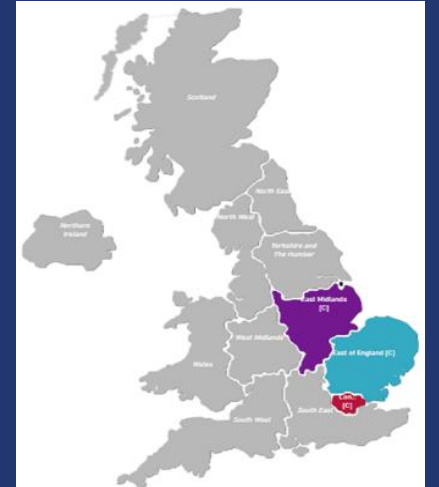 Scotland
Northern
Ireland
North East
North West
Yorkshire and
The Humber
East Midlands
[C]
West Midlands
East of England [C]
Wales
Lon...
[C]
South East
South West